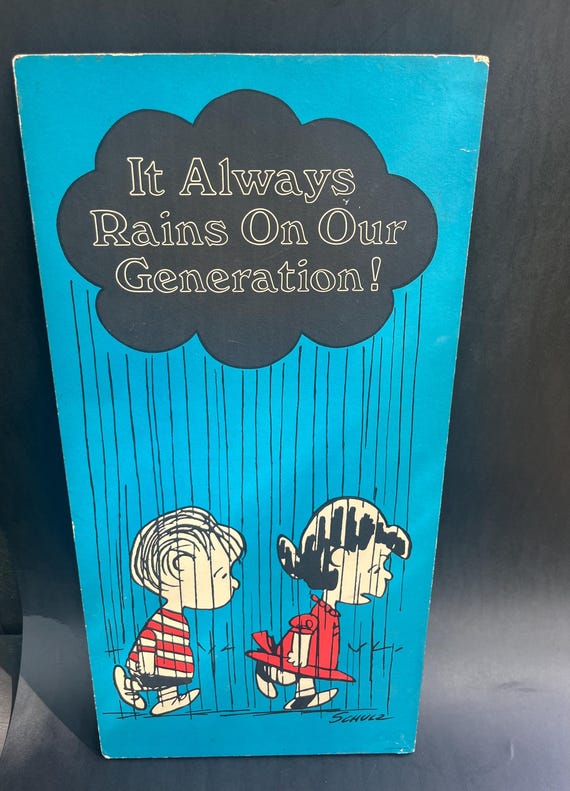 It Always
Rains On Our
Generation!
SCHULZ